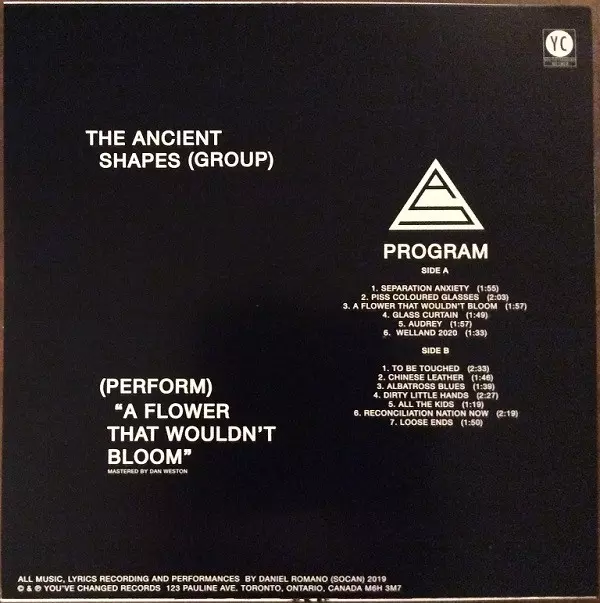 YC
THE ANCIENT
SHAPES (GROUP)
AS
PROGRAM
SIDE A
1. SEPARATION ANXIETY (1:55)
2. PISS COLOURED GLASSES (2:03)
3. A FLOWER THAT WOULDN'T BLOOM (1:57)
4. GLASS CURTAIN (1:49)
5. AUDREY (1:57)
6. WELLAND 2020 (1:33)
SIDE B
1. TO BE TOUCHED (2:33)
2. CHINESE LEATHER (1:46)
3. ALBATROSS BLUES (1:39)
4. DIRTY LITTLE HANDS (2:27)
5. ALL THE KIDS (1:19)
6. RECONCILIATION NATION NOW (2:19)
7. LOOSE ENDS (1:50)
(PERFORM)
“A FLOWER
THAT WOULDN'T
BLOOM”
MASTERED BY DAN WESTON
ALL MUSIC, LYRICS RECORDING AND PERFORMANCES BY DANIEL ROMANO (SOCAN) 2019
© & ℗ YOU'VE CHANGED RECORDS 123 PAULINE AVE. TORONTO, ONTARIO, CANADA M6H 3M7